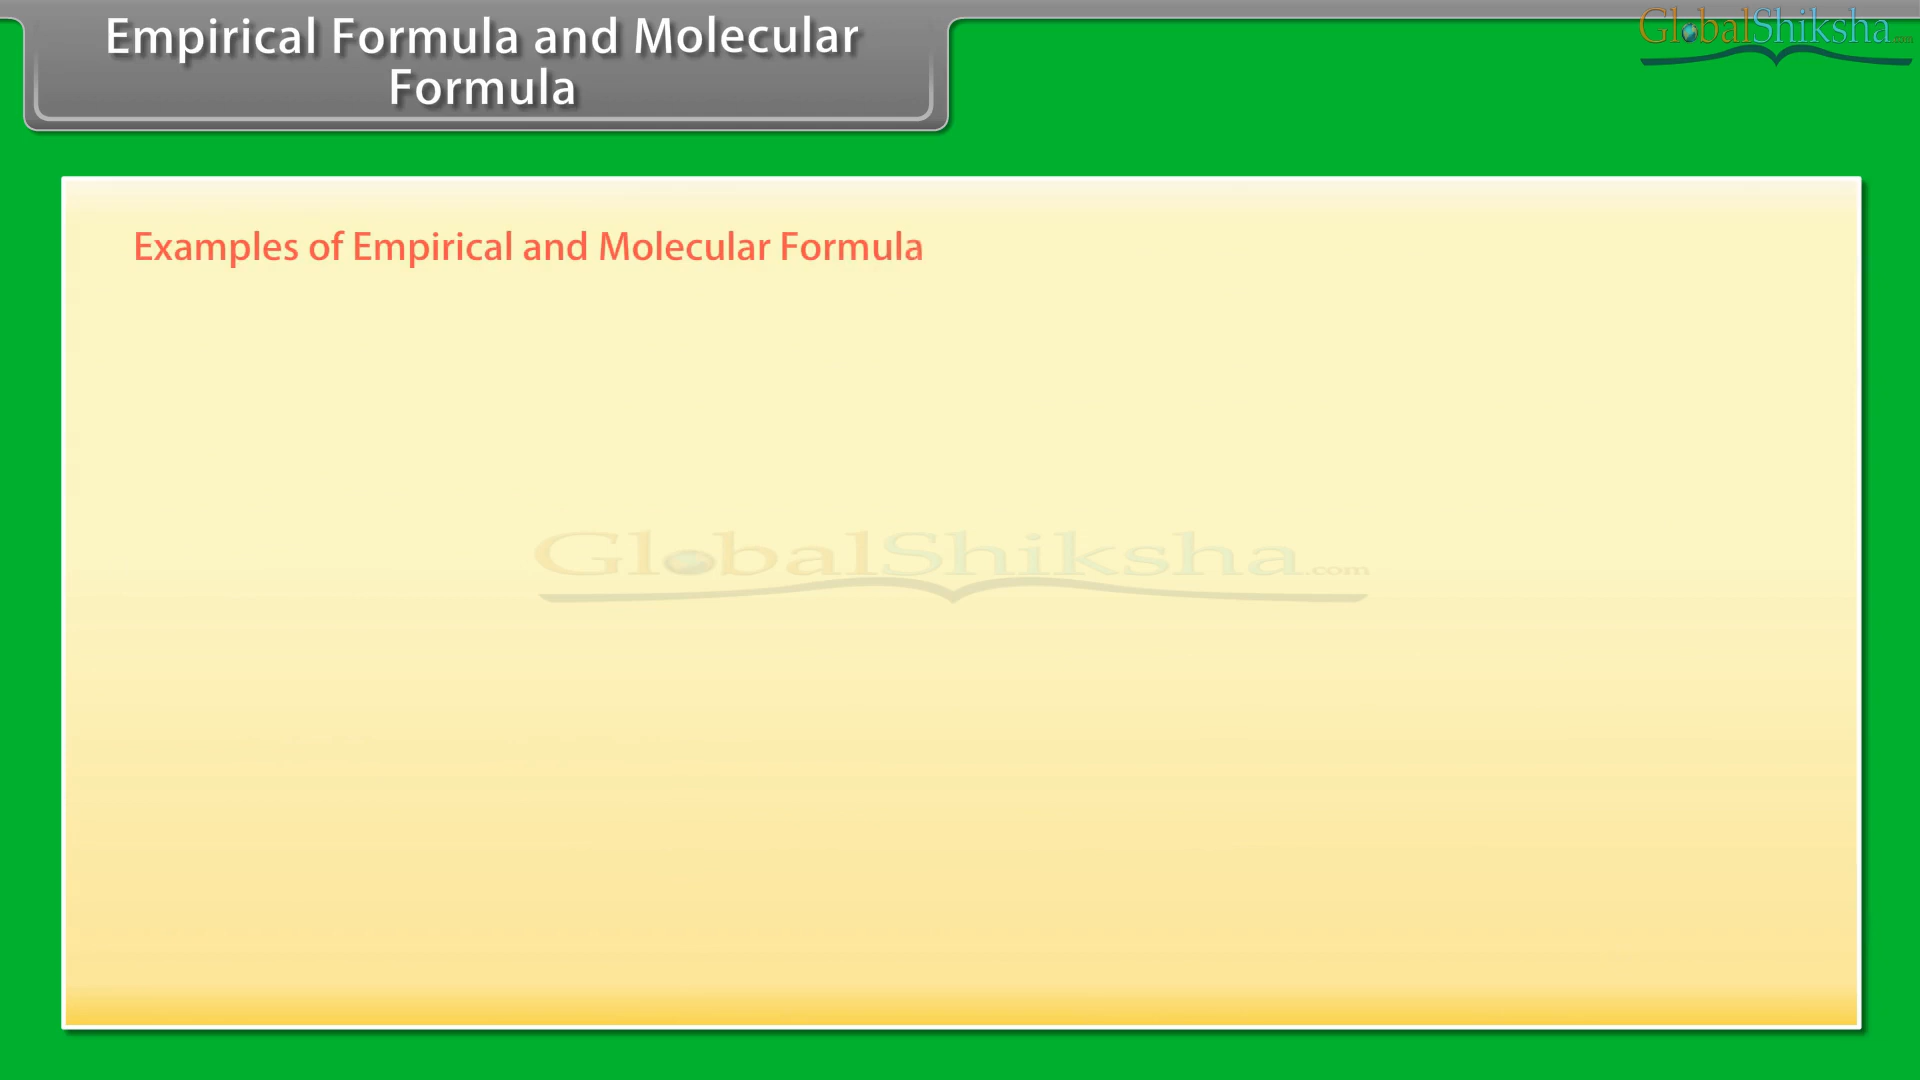 Empirical Formula and Molecular
Formula
GlobalShiksha.com
Examples of Empirical and Molecular Formula
GlobalShiksha.com